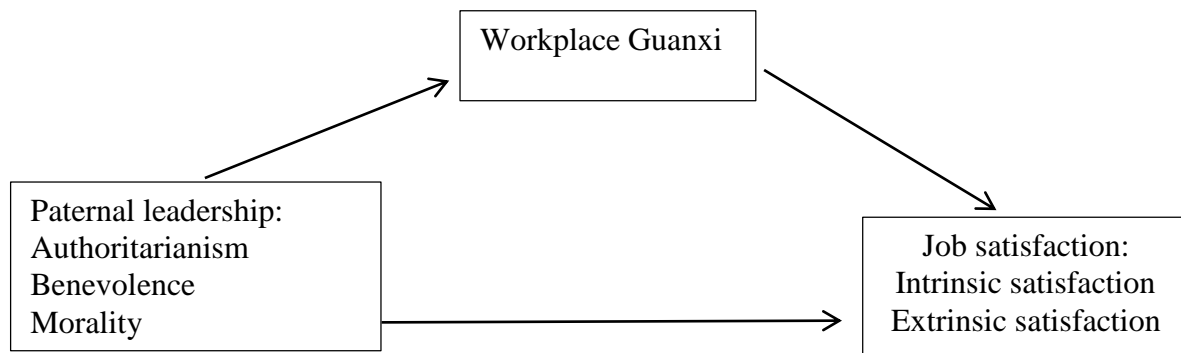 Workplace Guanxi
Paternal leadership:
Authoritarianism
Benevolence
Morality
Job satisfaction:
Intrinsic satisfaction
Extrinsic satisfaction